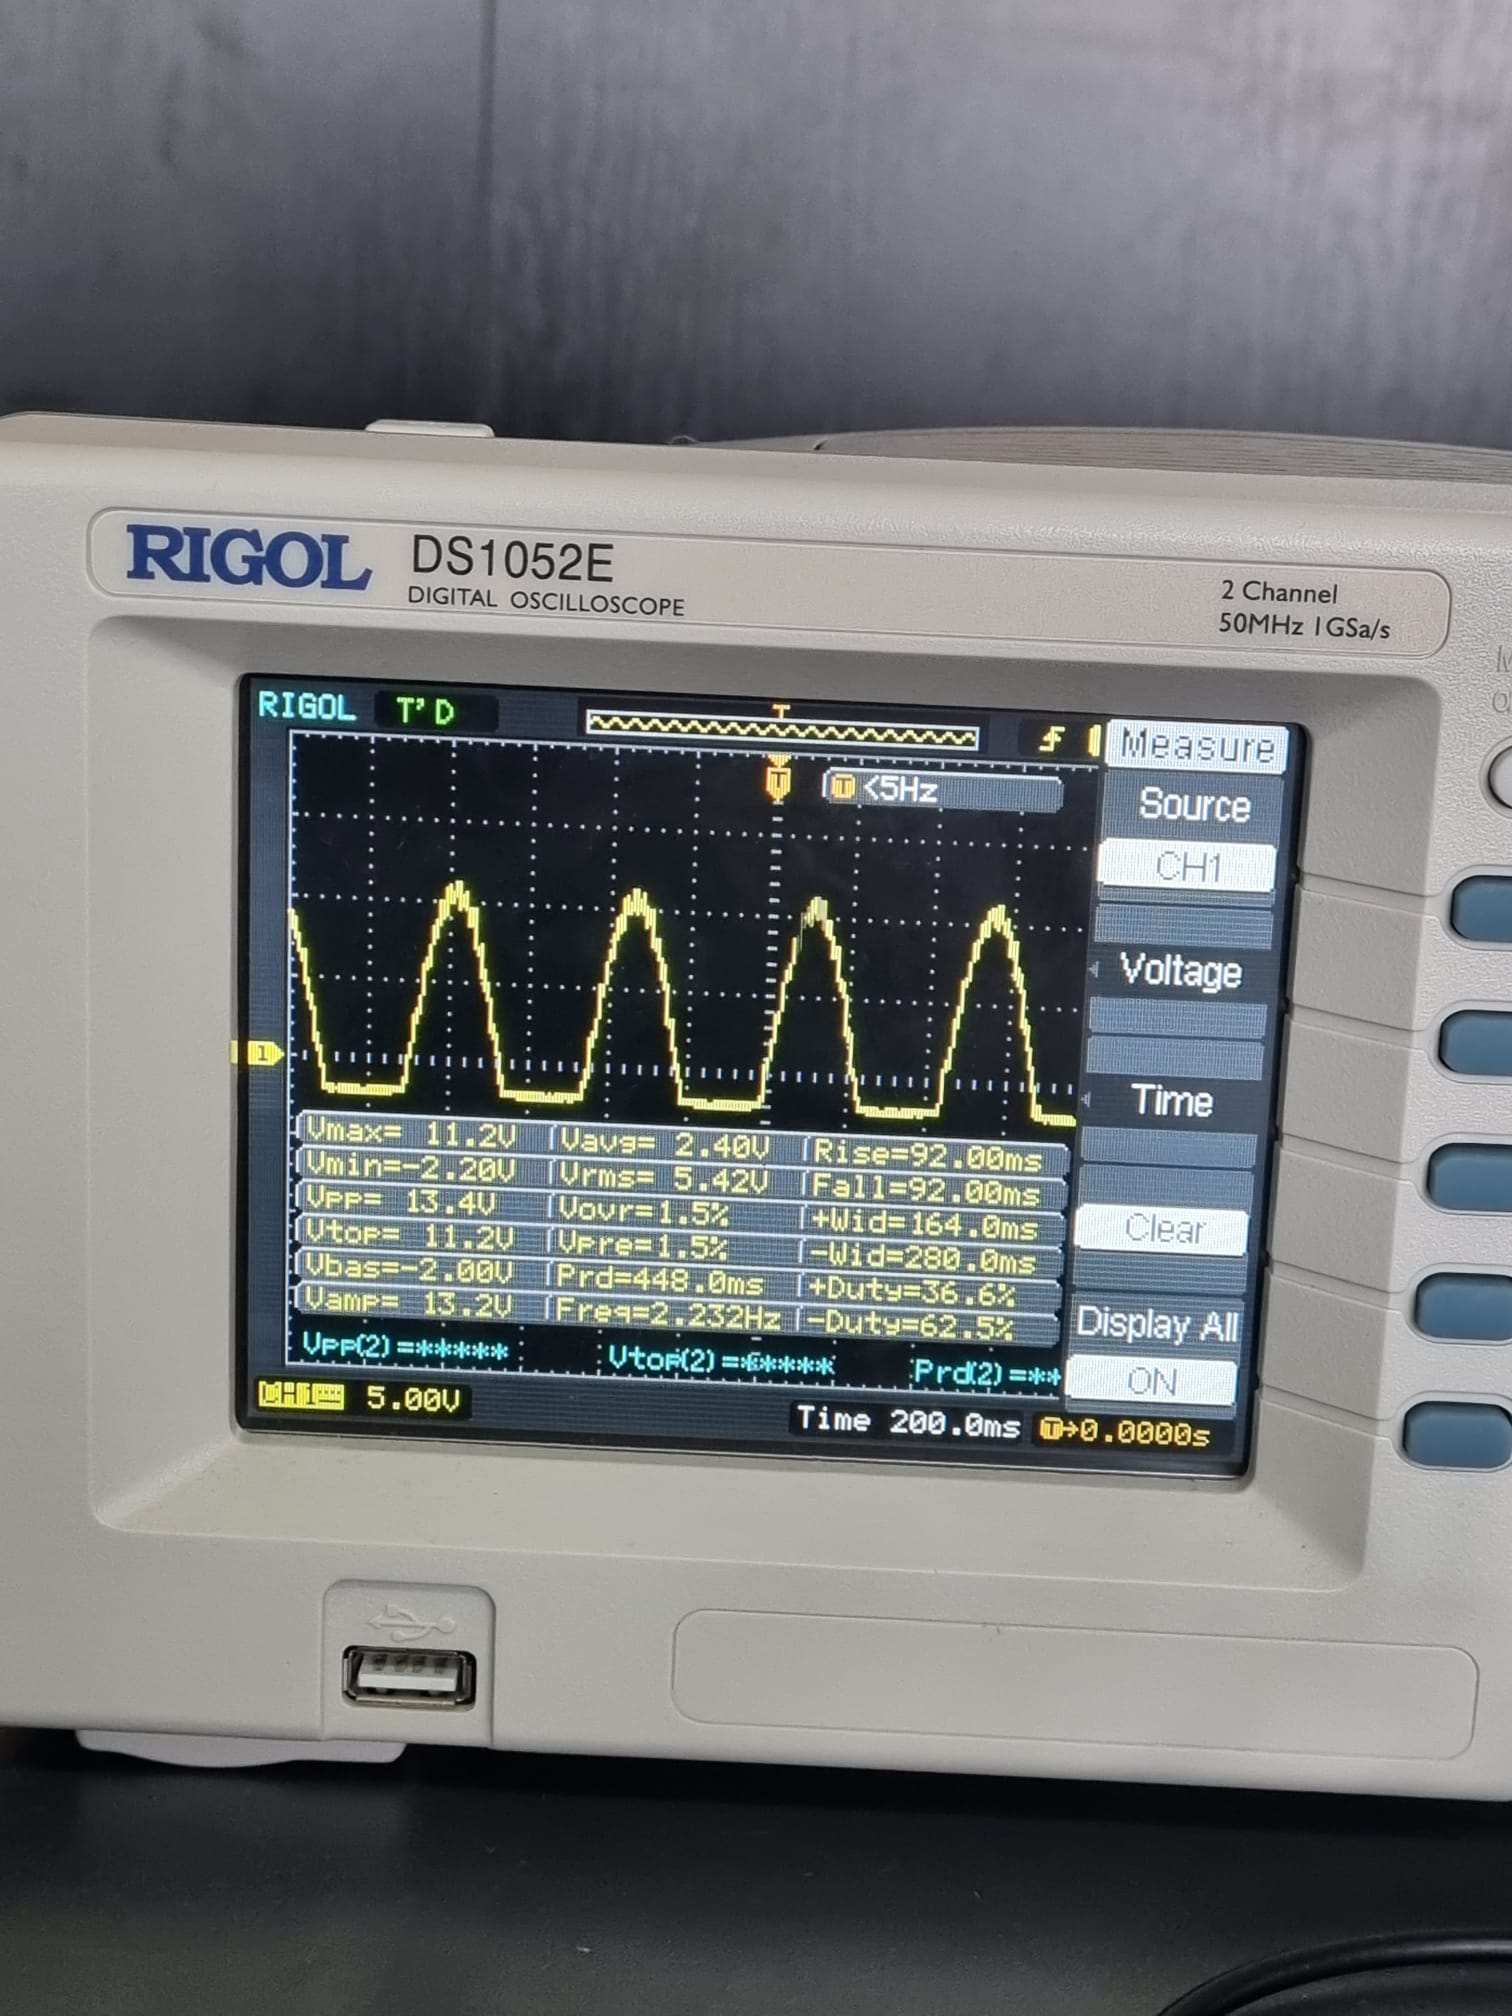 RIGOL DS1052E
DIGITAL OSCILLOSCOPE
2 Channel
50MHz 1GSa/s
RIGOL T'D T
T <5Hz
Measure
Source
CH1
Voltage
Time
Clear
Display All
ON
1
Vmax= 11.2V Vavg= 2.40V Rise=92.00ms
Vmin=-2.20V Vrms= 5.42V Fall=92.00ms
Vpp= 13.4V Vovr=1.5% +Wid=164.0ms
Vtop= 11.2V Vpre=1.5% -Wid=280.0ms
Vbas=-2.00V Prd=448.0ms +Duty=36.6%
Vamp= 13.2V Freq=2.232Hz -Duty=62.5%
Vpp(2)=***** Vtop(2)=***** Prd(2)=**
5.00V Time 200.0ms T→0.0000s